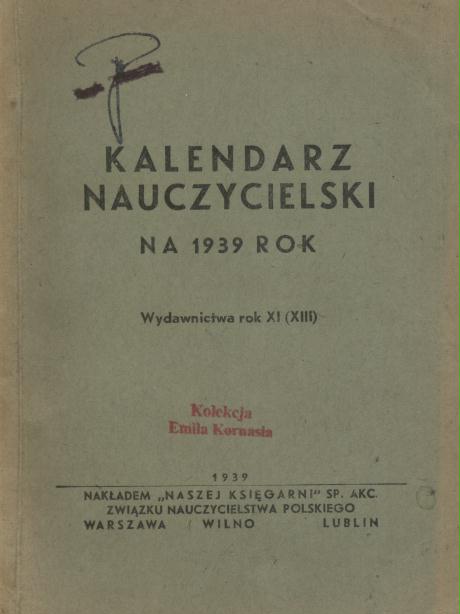 KALENDARZ
NAUCZYCIELSKI
NA 1939 ROK
Wydawnictwa rok XI (XIII)
Kolekcja
Emila Kornasia
1939
NAKŁADEM „NASZEJ KSIĘGARNI" SP. AKC.
ZWIĄZKU NAUCZYCIELSTWA POLSKIEGO
WARSZAWA WILNO LUBLIN